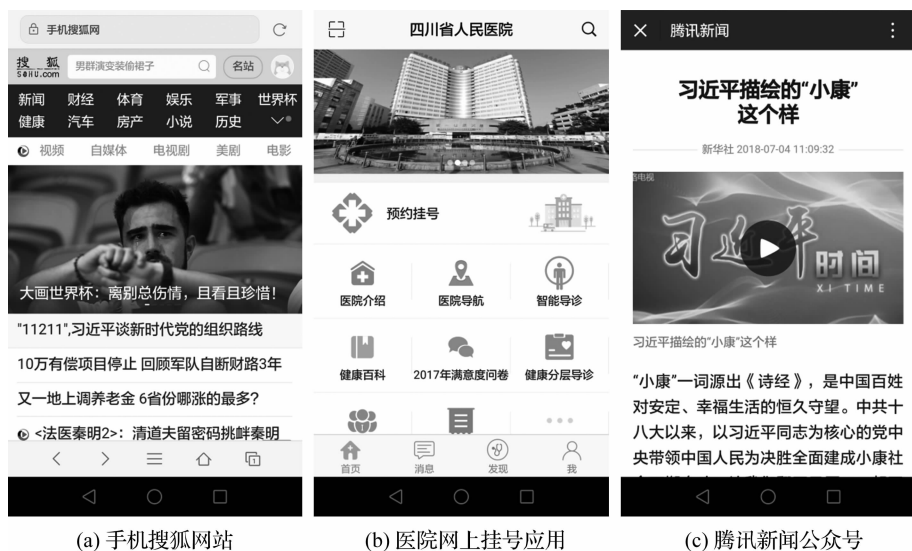 手机搜狐网
搜 狐
SOHU.com
男群演变装偷裙子
名站
新闻 财经 体育 娱乐 军事 世界杯
健康 汽车 房产 小说 历史
视频 自媒体 电视剧 美剧 电影
大画世界杯：离别总伤情，且看且珍惜！
"11211",习近平谈新时代党的组织路线
10万有偿项目停止 回顾军队自断财路3年
又一地上调养老金 6省份哪涨的最多?
<法医秦明2>：清道夫留密码挑衅秦明
(a) 手机搜狐网站
四川省人民医院
预约挂号
医院介绍 医院导航 智能导诊
健康百科 2017年满意度问卷 健康分层导诊
首页 消息 发现 我
(b) 医院网上挂号应用
腾讯新闻
习近平描绘的“小康”
这个样
新华社 2018-07-04 11:09:32
习近平
时间
XI TIME
习近平描绘的“小康”这个样
“小康”一词源出《诗经》，是中国百姓
对安定、幸福生活的恒久守望。中共十
八大以来，以习近平同志为核心的党中
央带领中国人民为决胜全面建成小康社
(c) 腾讯新闻公众号